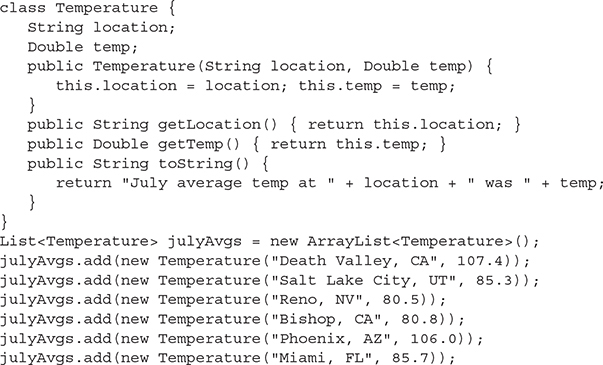 class Temperature {
   String location;
   Double temp;
   public Temperature(String location, Double temp) {
      this.location = location; this.temp = temp;
   }
   public String getLocation() { return this.location; }
   public Double getTemp() { return this.temp; }
   public String toString() {
      return "July average temp at " + location + " was " + temp;
   }
}
List<Temperature> julyAvgs = new ArrayList<Temperature>();
julyAvgs.add(new Temperature("Death Valley, CA", 107.4));
julyAvgs.add(new Temperature("Salt Lake City, UT", 85.3));
julyAvgs.add(new Temperature("Reno, NV", 80.5));
julyAvgs.add(new Temperature("Bishop, CA", 80.8));
julyAvgs.add(new Temperature("Phoenix, AZ", 106.0));
julyAvgs.add(new Temperature("Miami, FL", 85.7));